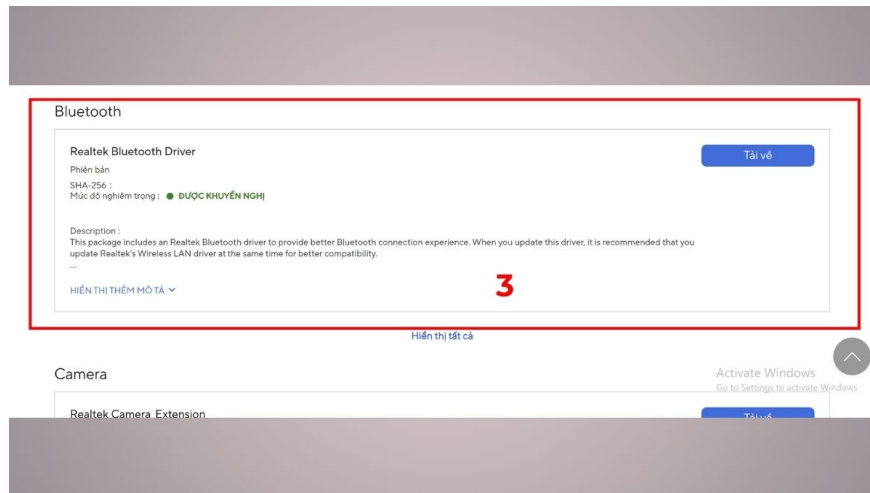 Bluetooth
Realtek Bluetooth Driver
Tải về
Phiên bản
SHA-256 :
Mức độ nghiêm trọng : ĐƯỢC KHUYẾN NGHỊ
Description :
This package includes an Realtek Bluetooth driver to provide better Bluetooth connection experience. When you update this driver, it is recommended that you
update Realtek's Wireless LAN driver at the same time for better compatibility.
...
HIỂN THỊ THÊM MÔ TẢ
3
Hiển thị tất cả
Camera
Activate Windows
Go to Settings to activate Windows.
Realtek Camera Extension
Tải về